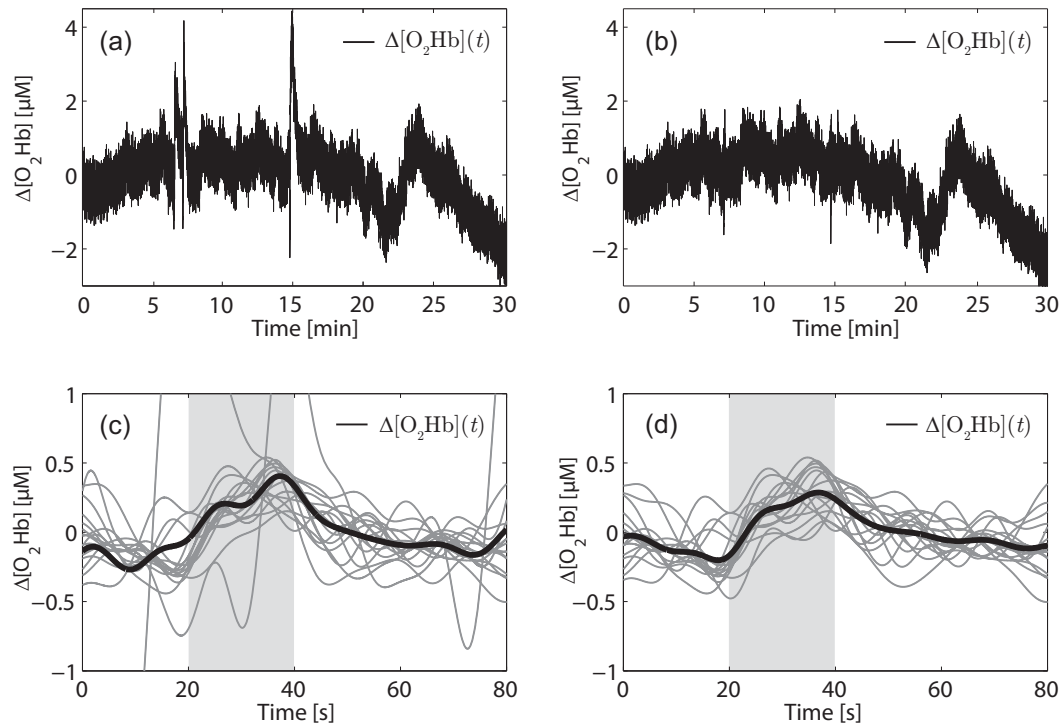 (a)
Δ[O₂Hb](t)
4
2
0
−2
Δ[O₂Hb] [μM]
0 5 10 15 20 25 30
Time [min]
(b)
Δ[O₂Hb](t)
4
2
0
−2
Δ[O₂Hb] [μM]
0 5 10 15 20 25 30
Time [min]
(c)
Δ[O₂Hb](t)
1
0.5
0
−0.5
−1
Δ[O₂Hb] [μM]
0 20 40 60 80
Time [s]
(d)
Δ[O₂Hb](t)
1
0.5
0
−0.5
−1
Δ[O₂Hb] [μM]
0 20 40 60 80
Time [s]